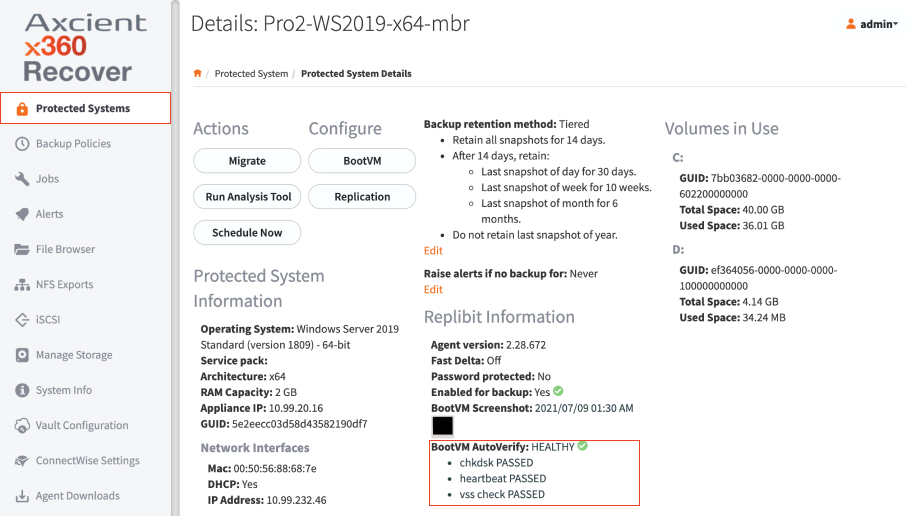 Axcient
x360
Recover
Protected Systems
Backup Policies
Jobs
Alerts
File Browser
NFS Exports
iSCSI
Manage Storage
System Info
Vault Configuration
ConnectWise Settings
Agent Downloads
Details: Pro2-WS2019-x64-mbr
admin
/ Protected System / Protected System Details
Actions
Migrate
Run Analysis Tool
Schedule Now
Configure
BootVM
Replication
Protected System
Information
Operating System: Windows Server 2019
Standard (version 1809) - 64-bit
Service pack:
Architecture: x64
RAM Capacity: 2 GB
Appliance IP: 10.99.20.16
GUID: 5e2eecc03d58d43582190df7
Network Interfaces
Mac: 00:50:56:88:68:7e
DHCP: Yes
IP Address: 10.99.232.46
Backup retention method: Tiered
Retain all snapshots for 14 days.
After 14 days, retain:
Last snapshot of day for 30 days.
Last snapshot of week for 10 weeks.
Last snapshot of month for 6
months.
Do not retain last snapshot of year.
Edit
Raise alerts if no backup for: Never
Edit
Replibit Information
Agent version: 2.28.672
Fast Delta: Off
Password protected: No
Enabled for backup: Yes
BootVM Screenshot: 2021/07/09 01:30 AM
BootVM AutoVerify: HEALTHY
chkdsk PASSED
heartbeat PASSED
vss check PASSED
Volumes in Use
C:
GUID: 7bb03682-0000-0000-0000-
602200000000
Total Space: 40.00 GB
Used Space: 36.01 GB
D:
GUID: ef364056-0000-0000-0000-
100000000000
Total Space: 4.14 GB
Used Space: 34.24 MB